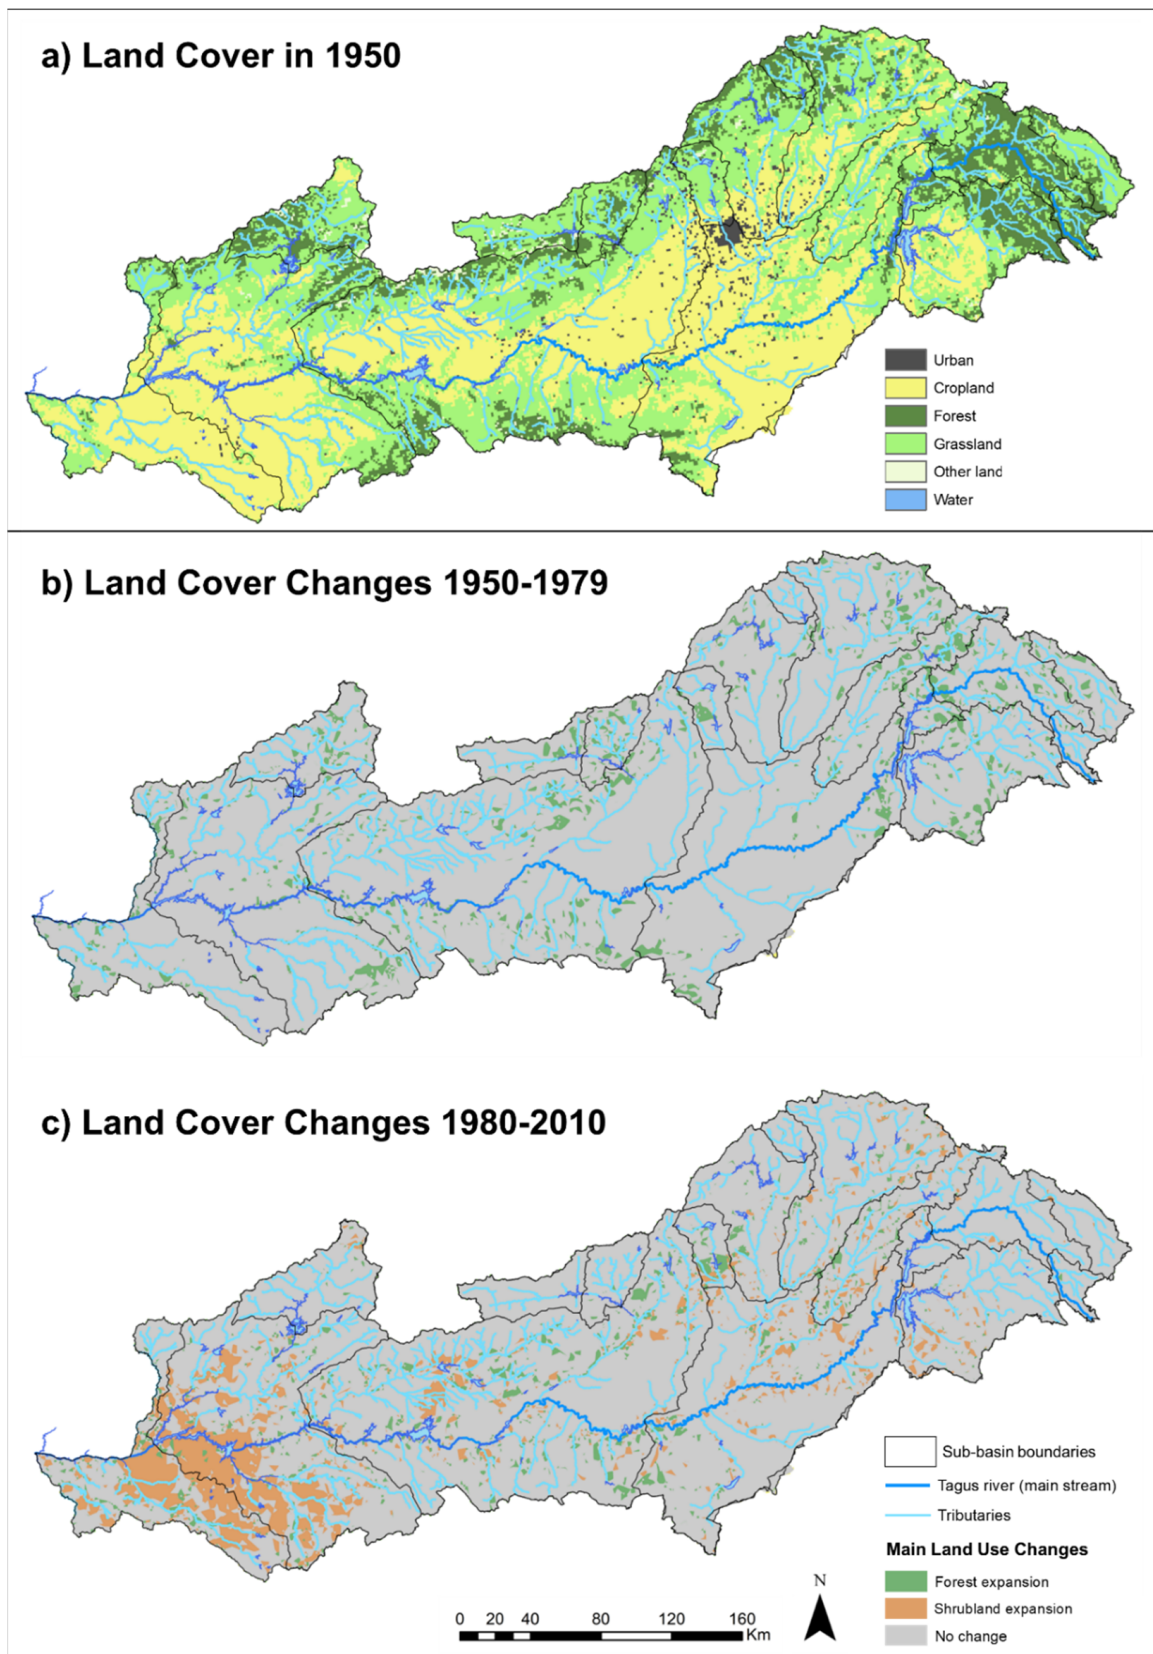 a) Land Cover in 1950
Urban
Cropland
Forest
Grassland
Other land
Water
b) Land Cover Changes 1950-1979
c) Land Cover Changes 1980-2010
Sub-basin boundaries
Tagus river (main stream)
Tributaries
Main Land Use Changes
Forest expansion
Shrubland expansion
No change
N
0 20 40 80 120 160
Km